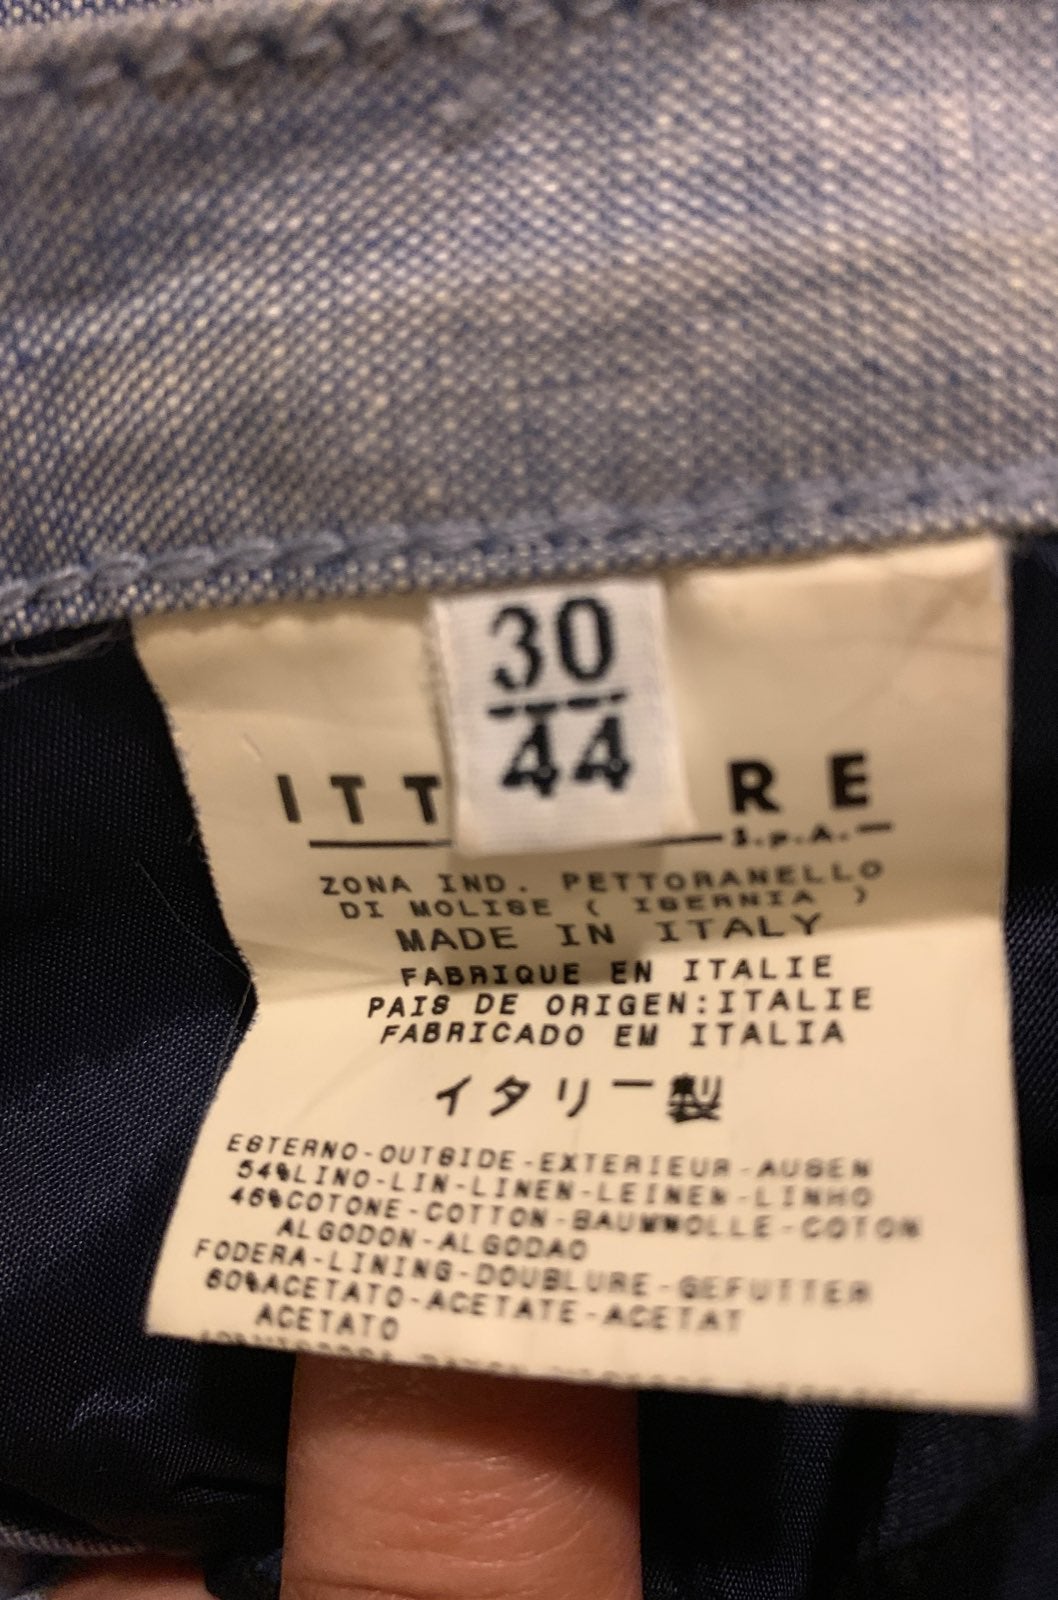 30
44
ITT RE
S.p.A.
ZONA IND. PETTORANELLO
DI MOLISE ( ISERNIA )
MADE IN ITALY
FABRIQUE EN ITALIE
PAIS DE ORIGEN:ITALIE
FABRICADO EM ITALIA
イタリー製
ESTERNO-OUTSIDE-EXTERIEUR-AUSEN
54%LINO-LIN-LINEN-LEINEN-LINHO
46%COTONE-COTTON-BAUMWOLLE-COTON
ALGODON-ALGODAO
FODERA-LINING-DOUBLURE-GEFUTTER
60%ACETATO-ACETATE-ACETAT
ACETATO